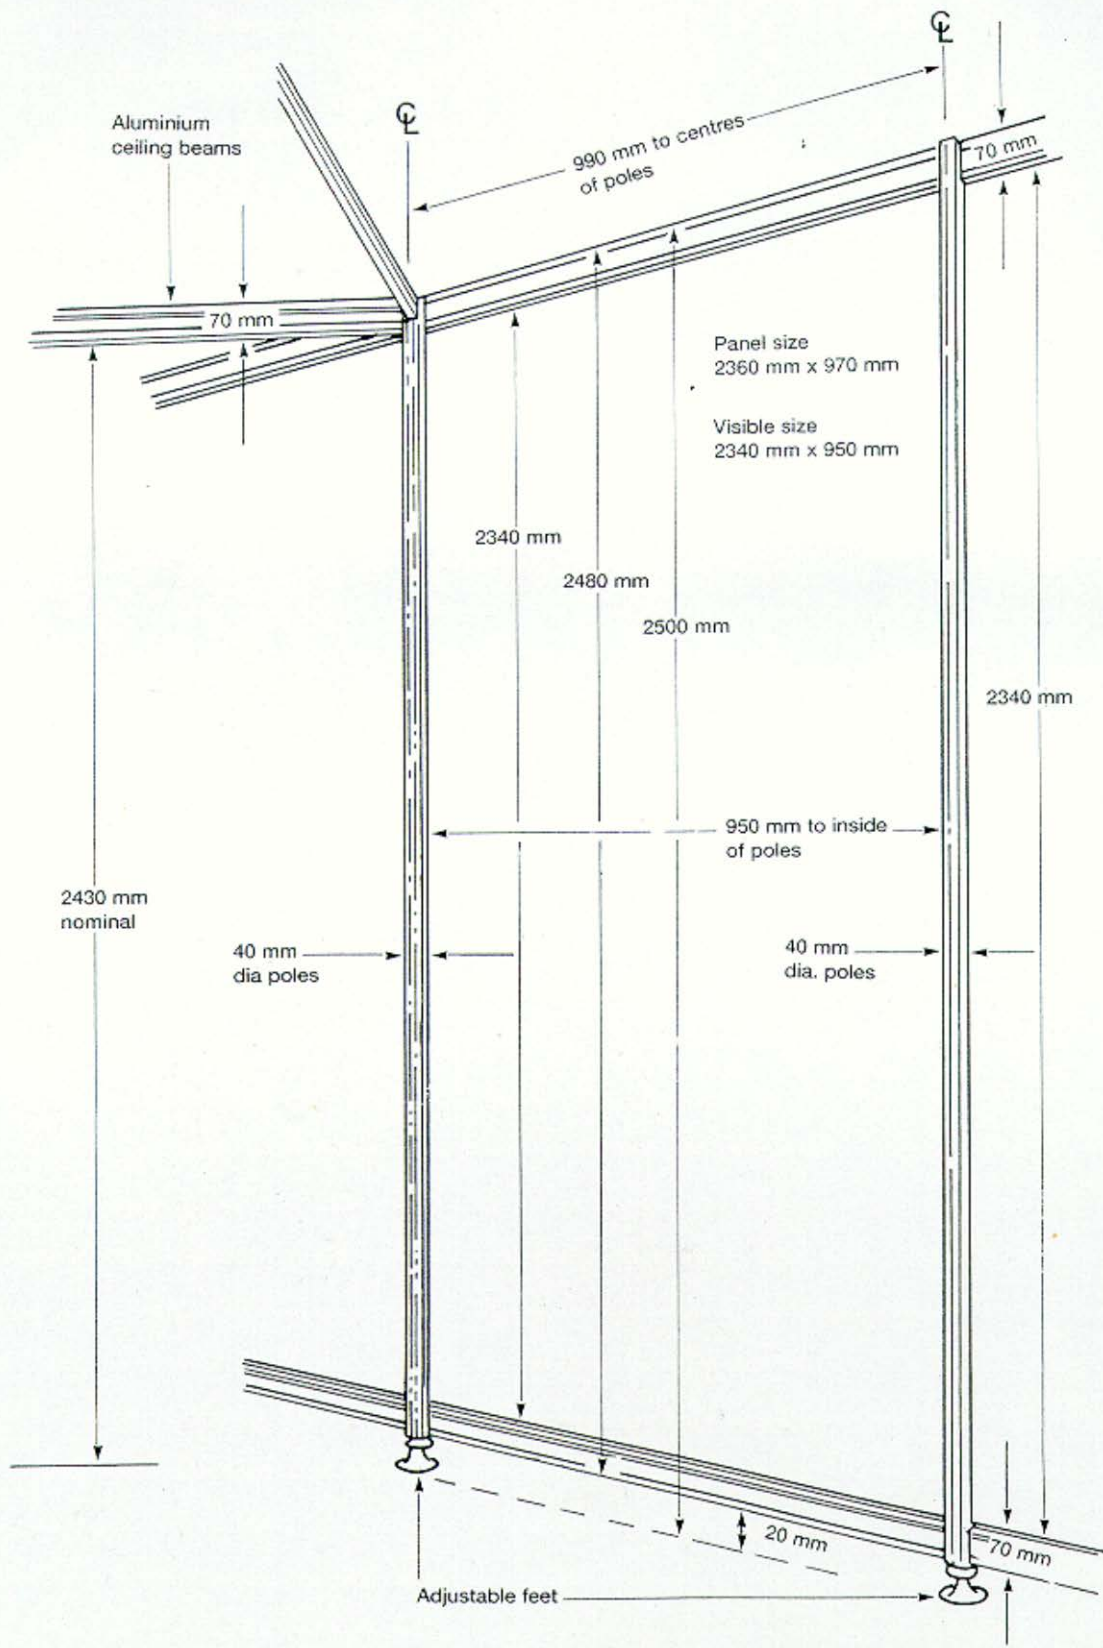 ℄
℄
Aluminium
ceiling beams
990 mm to centres
of poles
70 mm
70 mm
Panel size
2360 mm x 970 mm
Visible size
2340 mm x 950 mm
2340 mm
2480 mm
2500 mm
2340 mm
950 mm to inside
of poles
2430 mm
nominal
40 mm
dia poles
40 mm
dia. poles
20 mm
70 mm
Adjustable feet